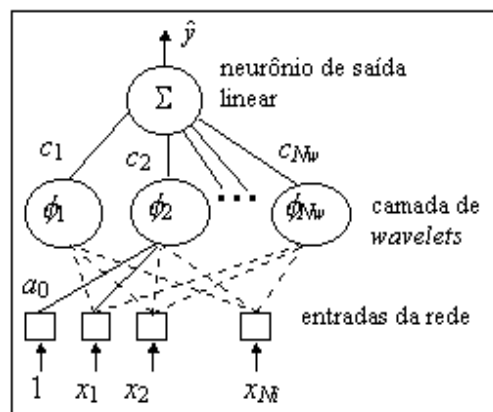 ŷ
neurônio de saída
linear
Σ
c1 c2 cNw
ϕ1 ϕ2 ... ϕNw
camada de
wavelets
a0
entradas da rede
1 x1 x2 xNi